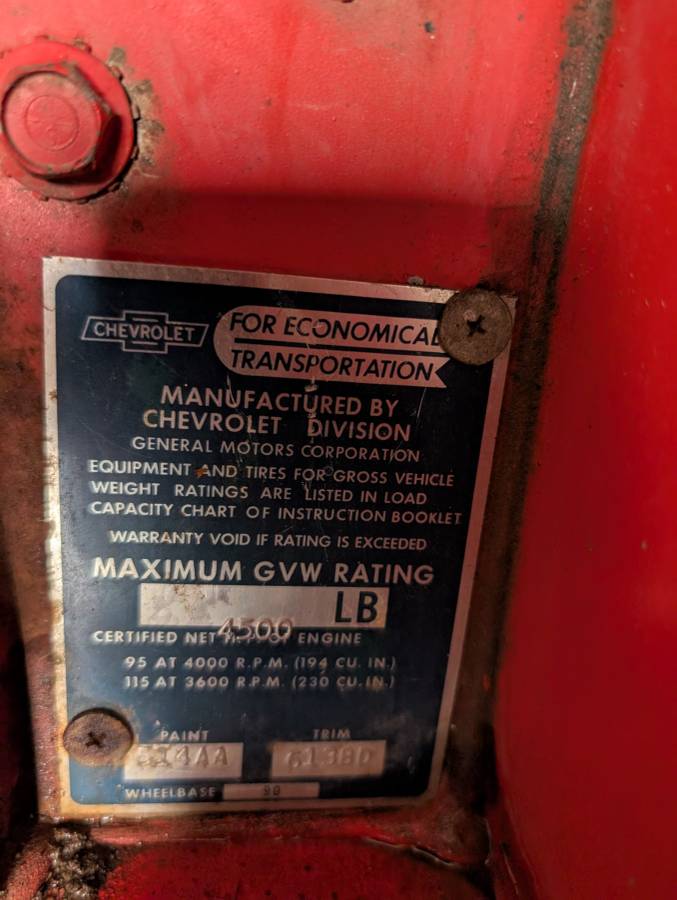 CHEVROLET
FOR ECONOMICAL
TRANSPORTATION
MANUFACTURED BY
CHEVROLET DIVISION
GENERAL MOTORS CORPORATION
EQUIPMENT AND TIRES FOR GROSS VEHICLE
WEIGHT RATINGS ARE LISTED IN LOAD
CAPACITY CHART OF INSTRUCTION BOOKLET
WARRANTY VOID IF RATING IS EXCEEDED
MAXIMUM GVW RATING
LB
4500
CERTIFIED NET ENGINE
95 AT 4000 R.P.M. (194 CU. IN.)
115 AT 3600 R.P.M. (230 CU. IN.)
PAINT TRIM
WHEELBASE 90